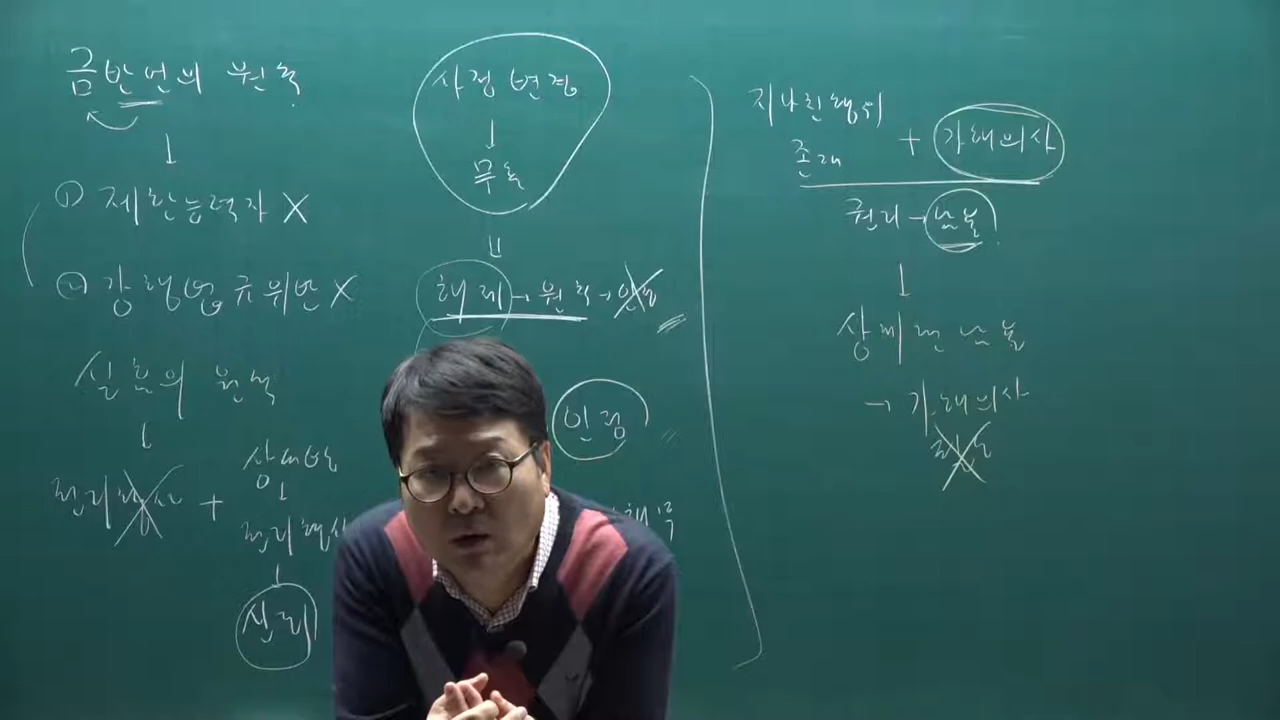 금반언의 원칙
↓
① 제한능력자 X
② 강행법규위반 X
실효의 원칙
↓
권리행사 +
상대방
↓
권리행사
↓
신뢰
사정변경
↓
무효
⇓
해제 → 원칙 → 인정
인정
지나친행위
존재 + 가해의사
권리 → 남용
↓
상계권 남용
→ 가해의사